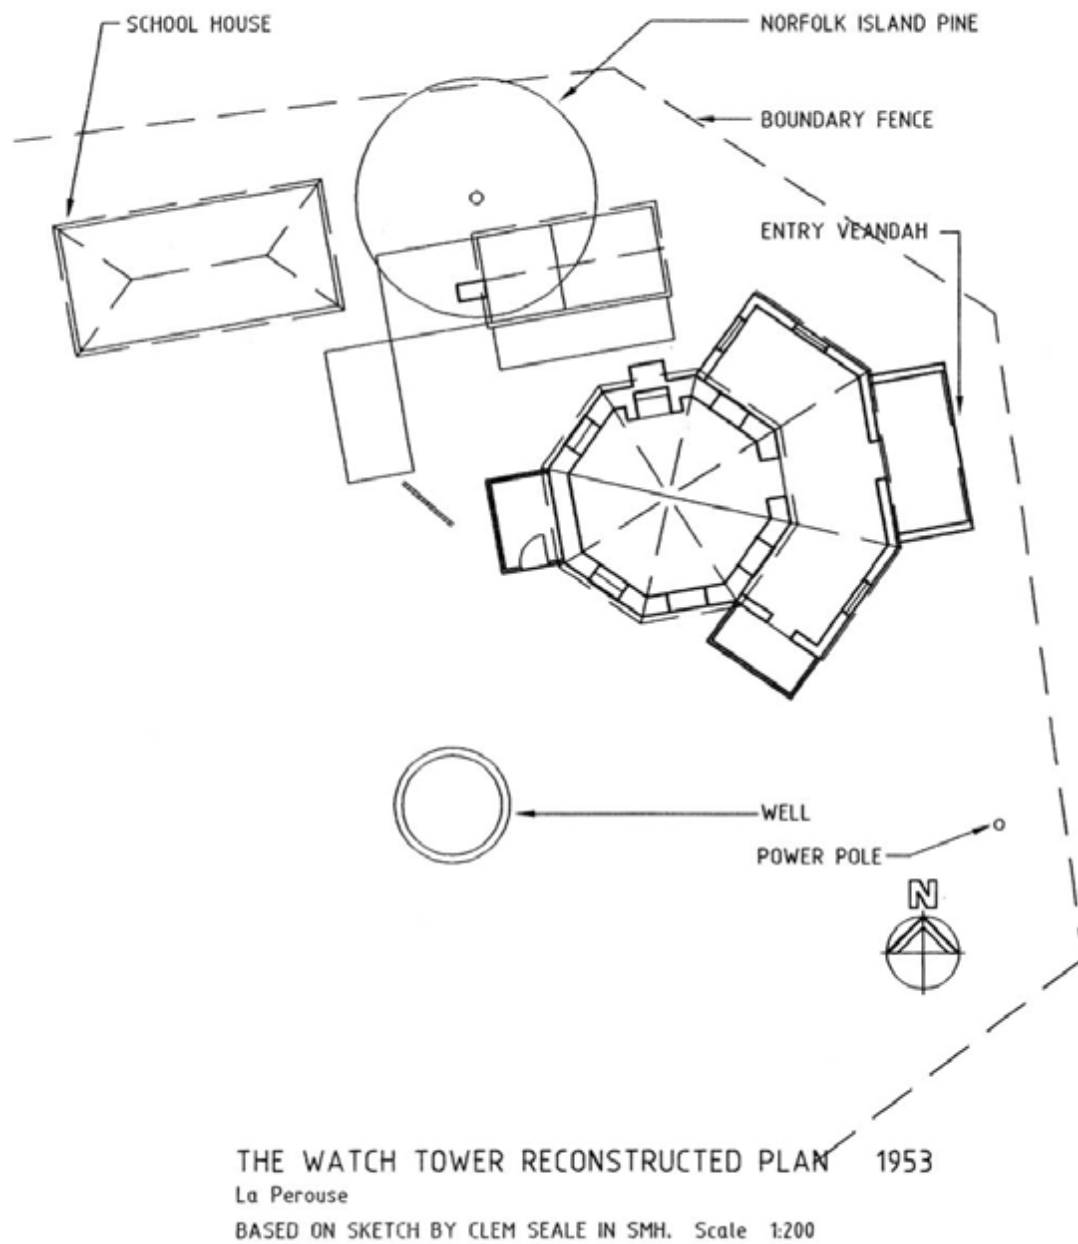 SCHOOL HOUSE
NORFOLK ISLAND PINE
BOUNDARY FENCE
ENTRY VEANDAH
WELL
POWER POLE
N
THE WATCH TOWER RECONSTRUCTED PLAN 1953
La Perouse
BASED ON SKETCH BY CLEM SEALE IN SMH. Scale 1:200